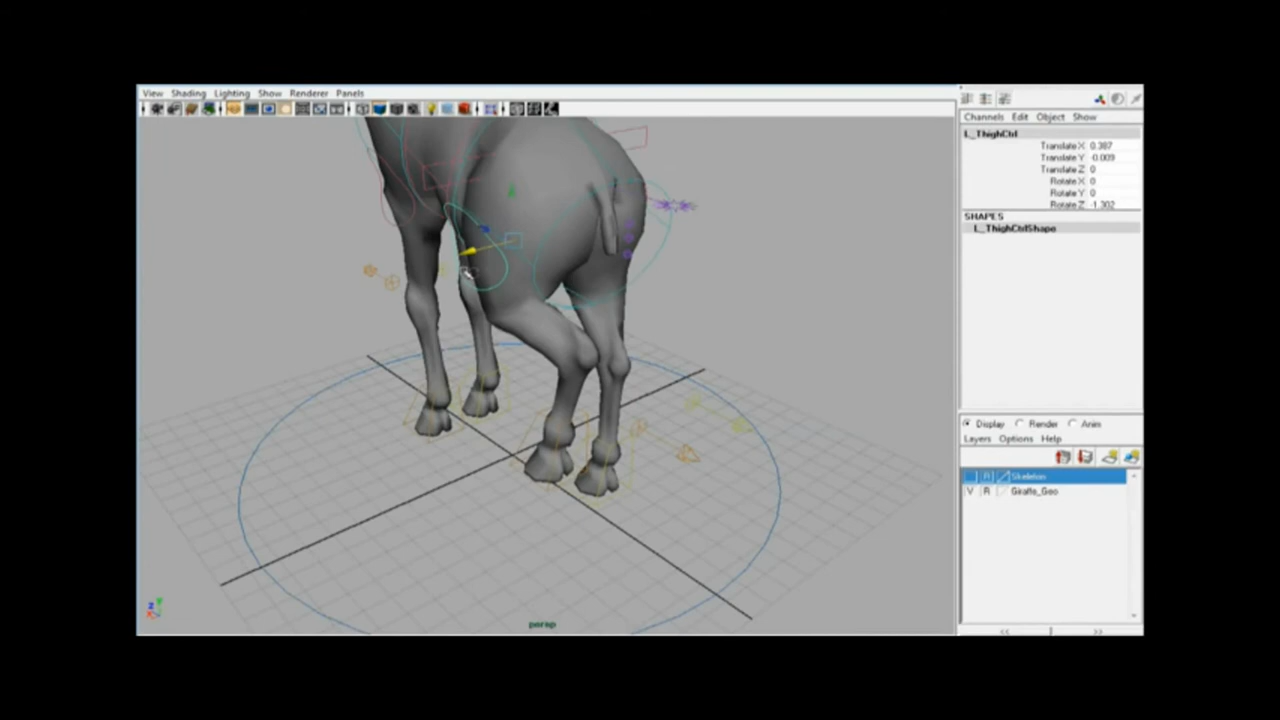 View Shading Lighting Show Renderer Panels
Channels Edit Object Show
L_ThighCtrl
Translate X 0.387
Translate Y -0.009
Translate Z 0
Rotate X 0
Rotate Y 0
Rotate Z -1.302
SHAPES
L_ThighCtrlShape
Display Render Anim
Layers Options Help
R Skeleton
V R Giraffe_Geo
<< >>
persp